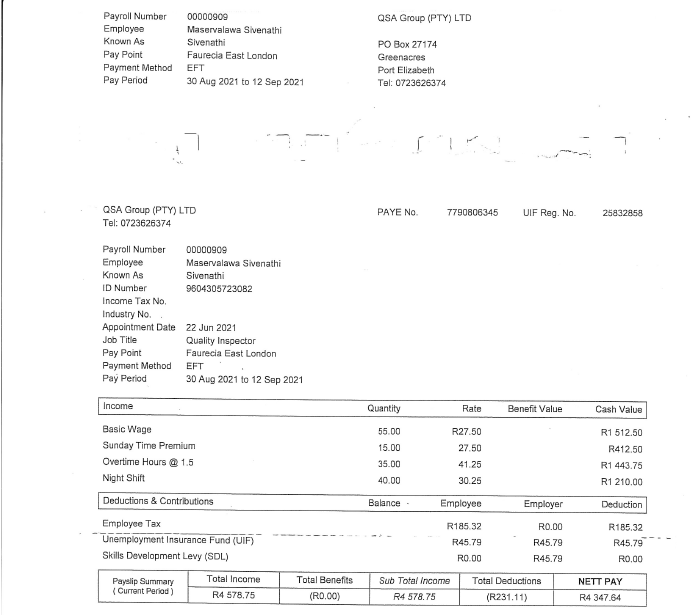 Payroll Number 00000909 QSA Group (PTY) LTD
Employee Maservalawa Sivenathi
Known As Sivenathi PO Box 27174
Pay Point Faurecia East London Greenacres
Payment Method EFT Port Elizabeth
Pay Period 30 Aug 2021 to 12 Sep 2021 Tel: 0723626374
QSA Group (PTY) LTD PAYE No. 7790806345 UIF Reg. No. 25832858
Tel: 0723626374
Payroll Number 00000909
Employee Maservalawa Sivenathi
Known As Sivenathi
ID Number 9604305723082
Income Tax No.
Industry No.
Appointment Date 22 Jun 2021
Job Title Quality Inspector
Pay Point Faurecia East London
Payment Method EFT
Pay Period 30 Aug 2021 to 12 Sep 2021
Income Quantity Rate Benefit Value Cash Value
Basic Wage 55.00 R27.50 R1 512.50
Sunday Time Premium 15.00 27.50 R412.50
Overtime Hours @ 1.5 35.00 41.25 R1 443.75
Night Shift 40.00 30.25 R1 210.00
Deductions & Contributions Balance Employee Employer Deduction
Employee Tax R185.32 R0.00 R185.32
Unemployment Insurance Fund (UIF) R45.79 R45.79 R45.79
Skills Development Levy (SDL) R0.00 R45.79 R0.00
Payslip Summary Total Income Total Benefits Sub Total Income Total Deductions NETT PAY
( Current Period ) R4 578.75 (R0.00) R4 578.75 (R231.11) R4 347.64